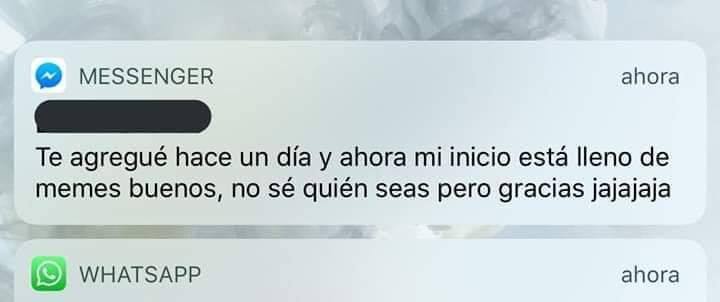 MESSENGER ahora
Te agregué hace un día y ahora mi inicio está lleno de
memes buenos, no sé quién seas pero gracias jajajaja
WHATSAPP ahora